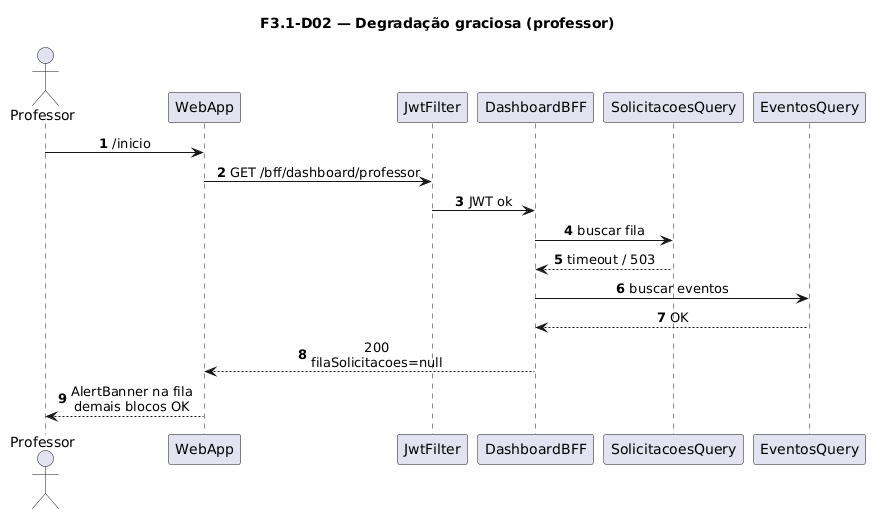 F3.1-D02 — Degradação graciosa (professor)
Professor
WebApp
JwtFilter
DashboardBFF
SolicitacoesQuery
EventosQuery
1 /inicio
2 GET /bff/dashboard/professor
3 JWT ok
4 buscar fila
5 timeout / 503
6 buscar eventos
7 OK
8 200
filaSolicitacoes=null
9 AlertBanner na fila
demais blocos OK
Professor
WebApp
JwtFilter
DashboardBFF
SolicitacoesQuery
EventosQuery